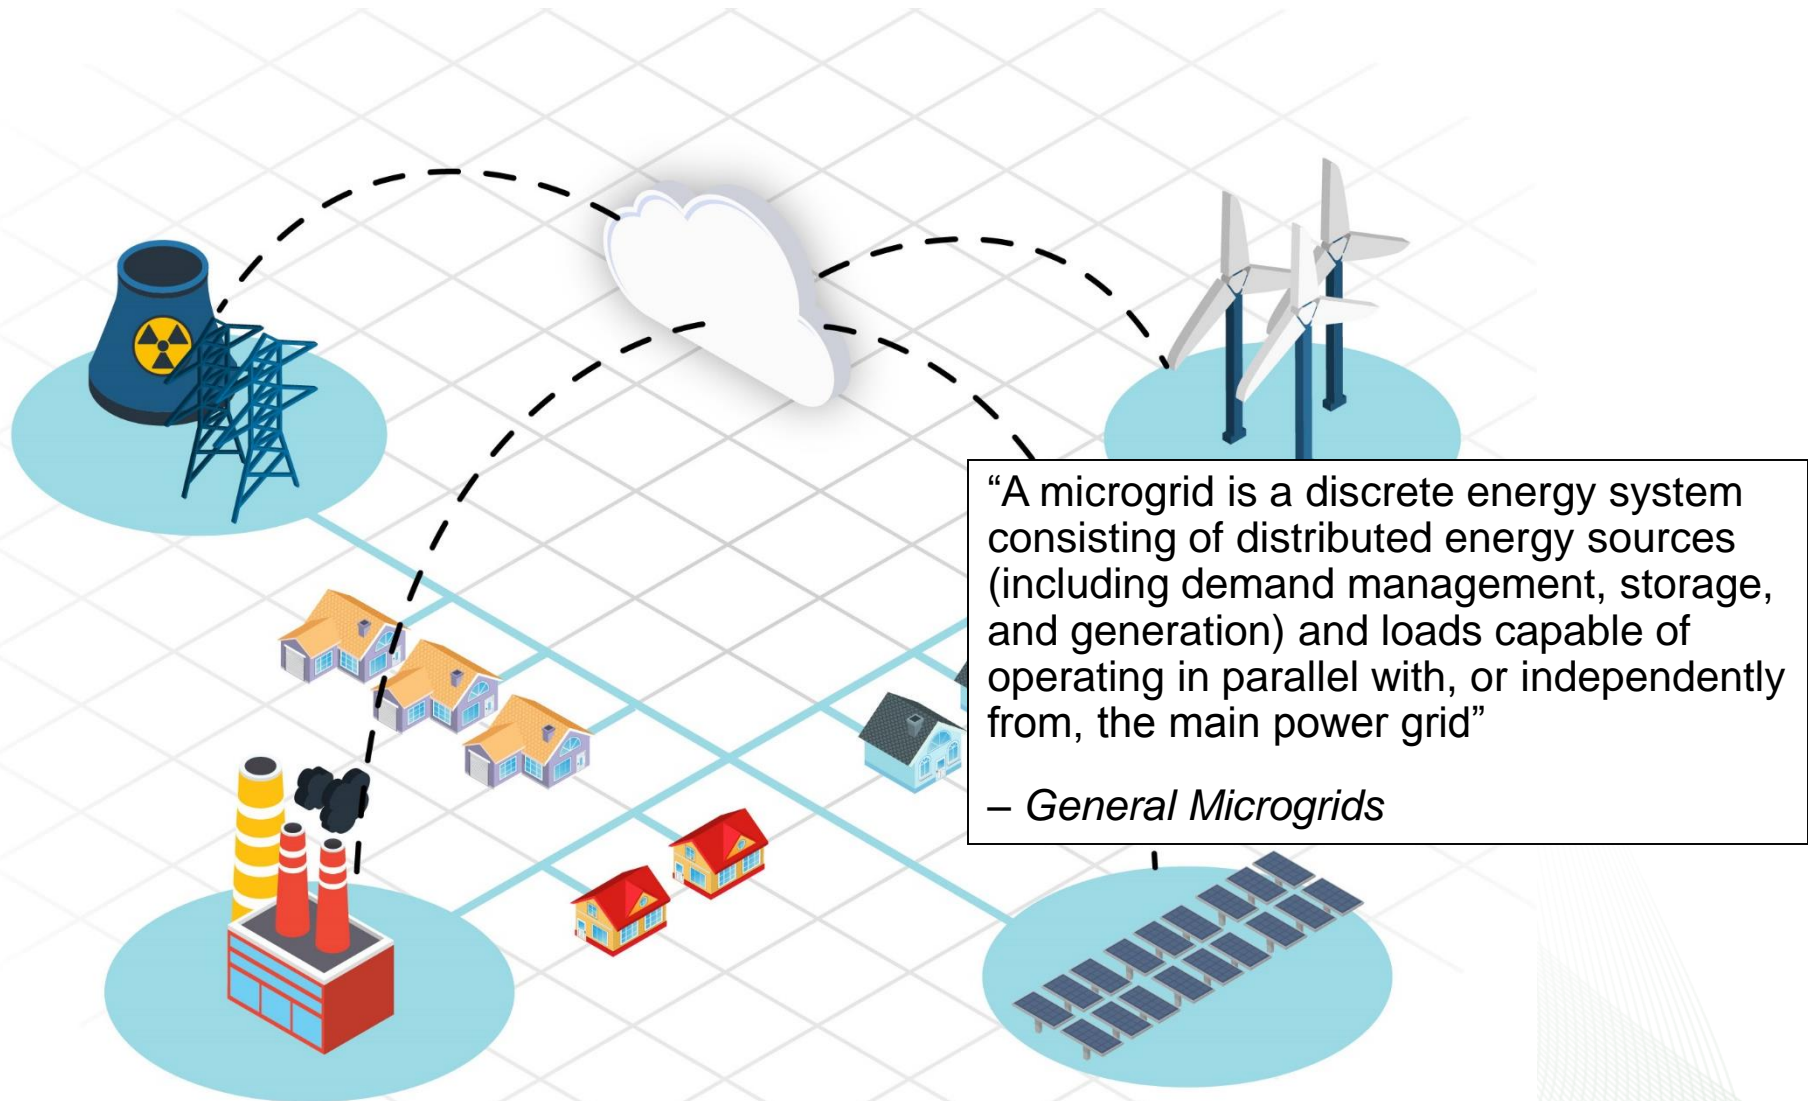 “A microgrid is a discrete energy system
consisting of distributed energy sources
(including demand management, storage,
and generation) and loads capable of
operating in parallel with, or independently
from, the main power grid”
– General Microgrids